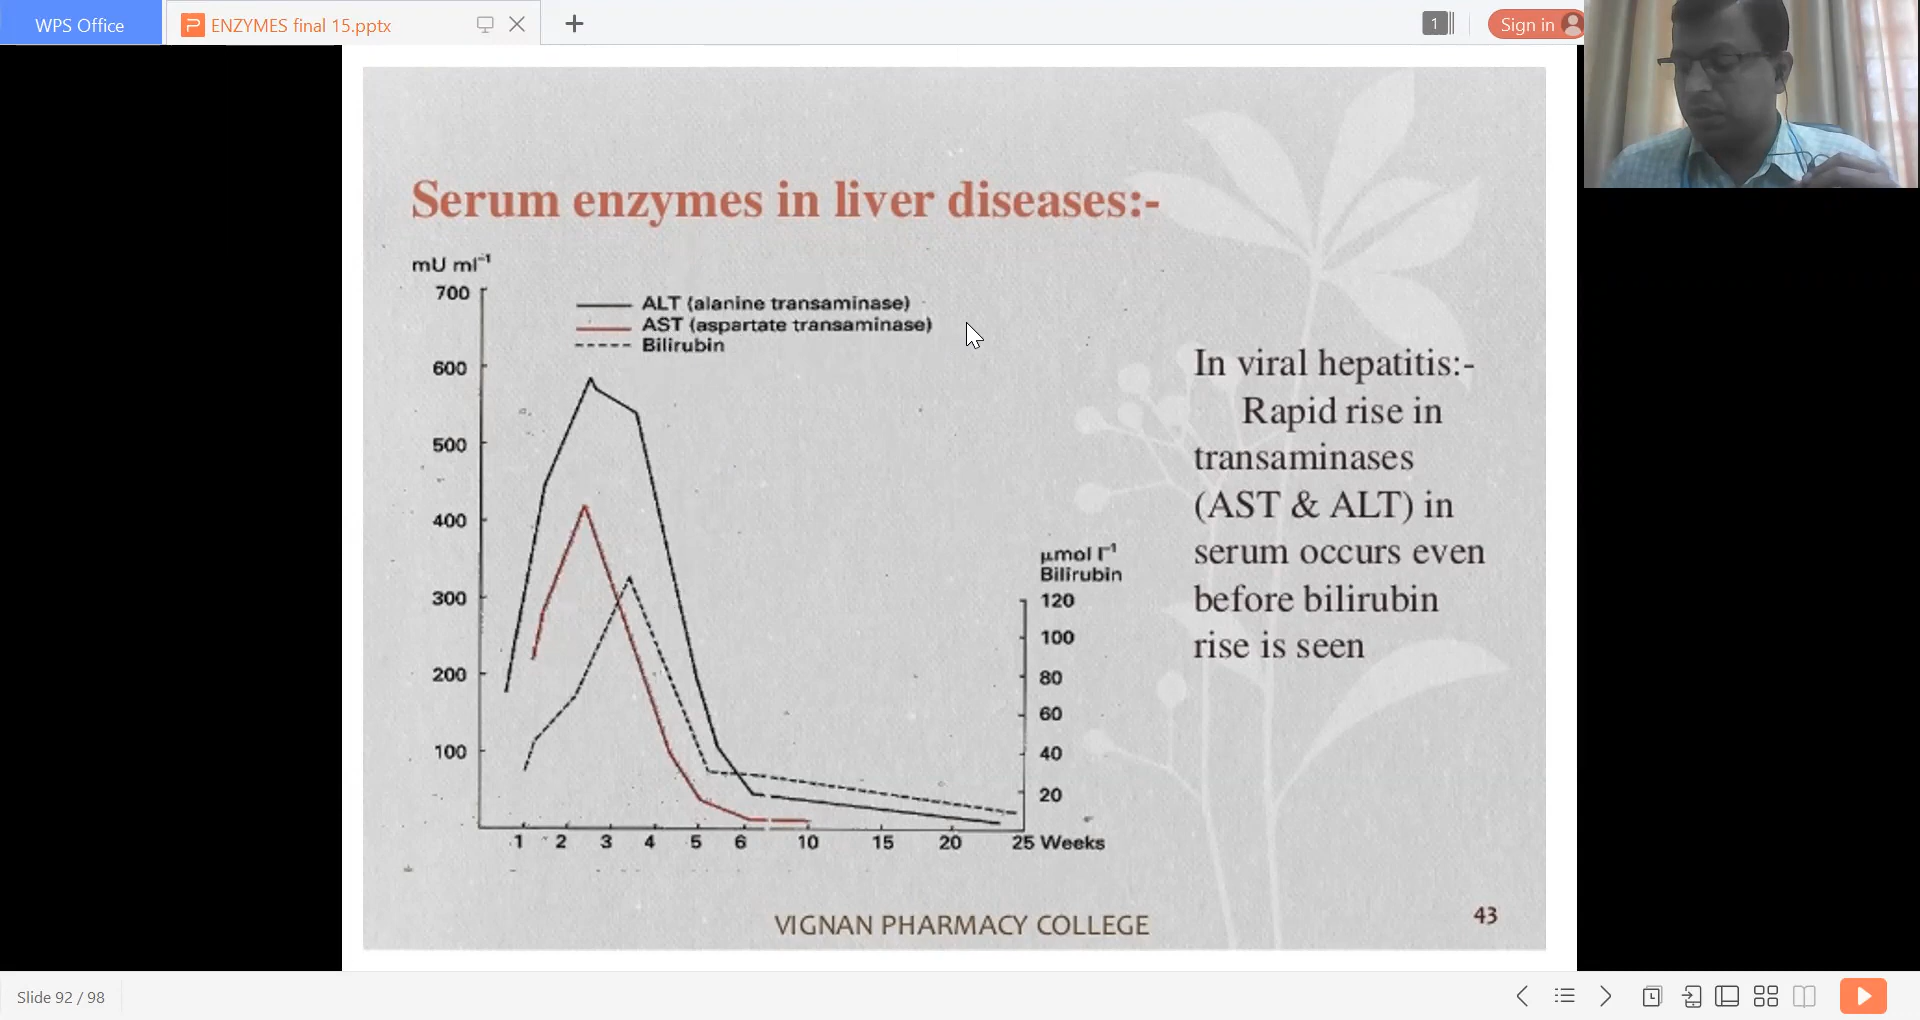 WPS Office
ENZYMES final 15.pptx
1
Sign in
Serum enzymes in liver diseases:-
mU ml⁻¹
700
600
500
400
300
200
100
ALT (alanine transaminase)
AST (aspartate transaminase)
Bilirubin
μmol l⁻¹
Bilirubin
120
100
80
60
40
20
1 2 3 4 5 6 10 15 20 25 Weeks
In viral hepatitis:-
Rapid rise in
transaminases
(AST & ALT) in
serum occurs even
before bilirubin
rise is seen
VIGNAN PHARMACY COLLEGE
43
Slide 92 / 98